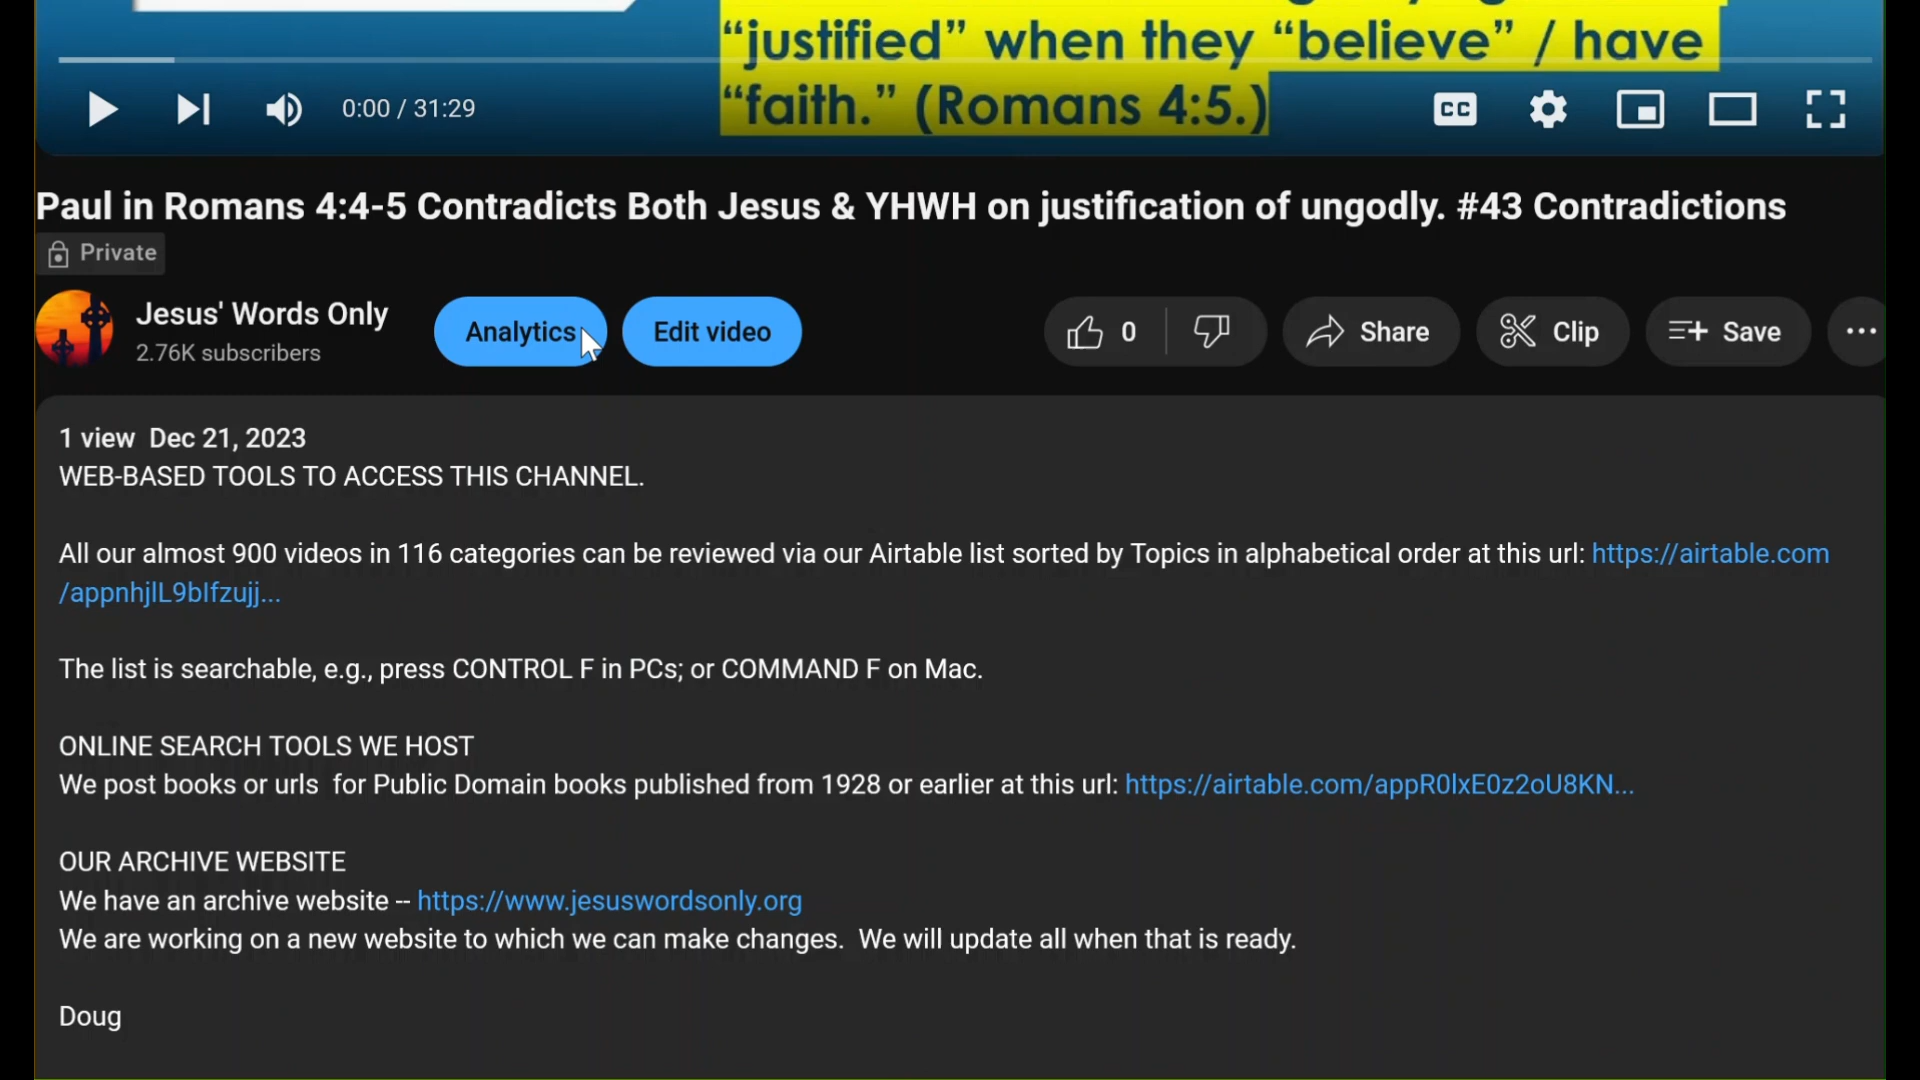 “justified” when they “believe” / have
“faith.” (Romans 4:5.)
0:00 / 31:29
CC
Paul in Romans 4:4-5 Contradicts Both Jesus & YHWH on justification of ungodly. #43 Contradictions
Private
Jesus' Words Only
2.76K subscribers
Analytics
Edit video
0
Share
Clip
Save
1 view  Dec 21, 2023
WEB-BASED TOOLS TO ACCESS THIS CHANNEL.
All our almost 900 videos in 116 categories can be reviewed via our Airtable list sorted by Topics in alphabetical order at this url: https://airtable.com
/appnhjlL9bIfzujj...
The list is searchable, e.g., press CONTROL F in PCs; or COMMAND F on Mac.
ONLINE SEARCH TOOLS WE HOST
We post books or urls  for Public Domain books published from 1928 or earlier at this url: https://airtable.com/appR0lxE0z2oU8KN...
OUR ARCHIVE WEBSITE
We have an archive website -- https://www.jesuswordsonly.org
We are working on a new website to which we can make changes.  We will update all when that is ready.
Doug